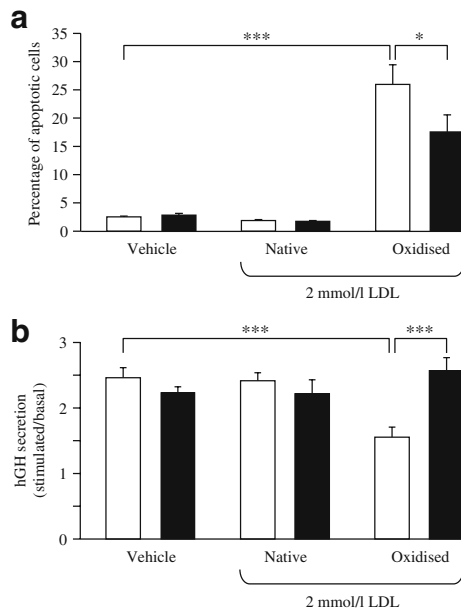 a
***
*
35
30
25
20
15
10
5
0
Percentage of apoptotic cells
Vehicle
Native
Oxidised
2 mmol/l LDL
b
***
***
3
2
1
0
hGH secretion
(stimulated/basal)
Vehicle
Native
Oxidised
2 mmol/l LDL